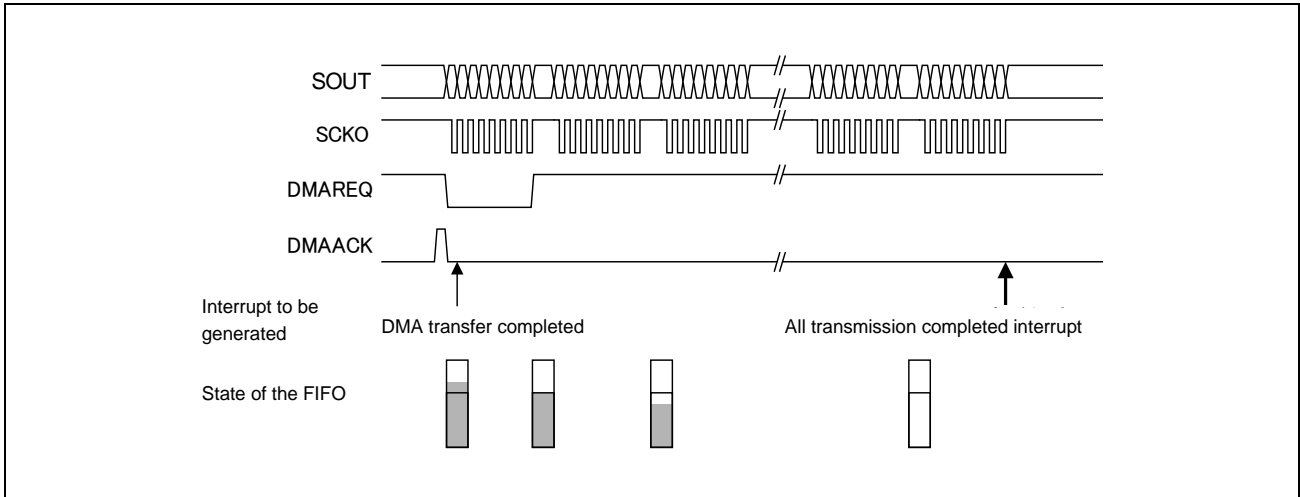 SOUT
SCKO
DMAREQ
DMAACK
Interrupt to be
generated
DMA transfer completed
All transmission completed interrupt
State of the FIFO